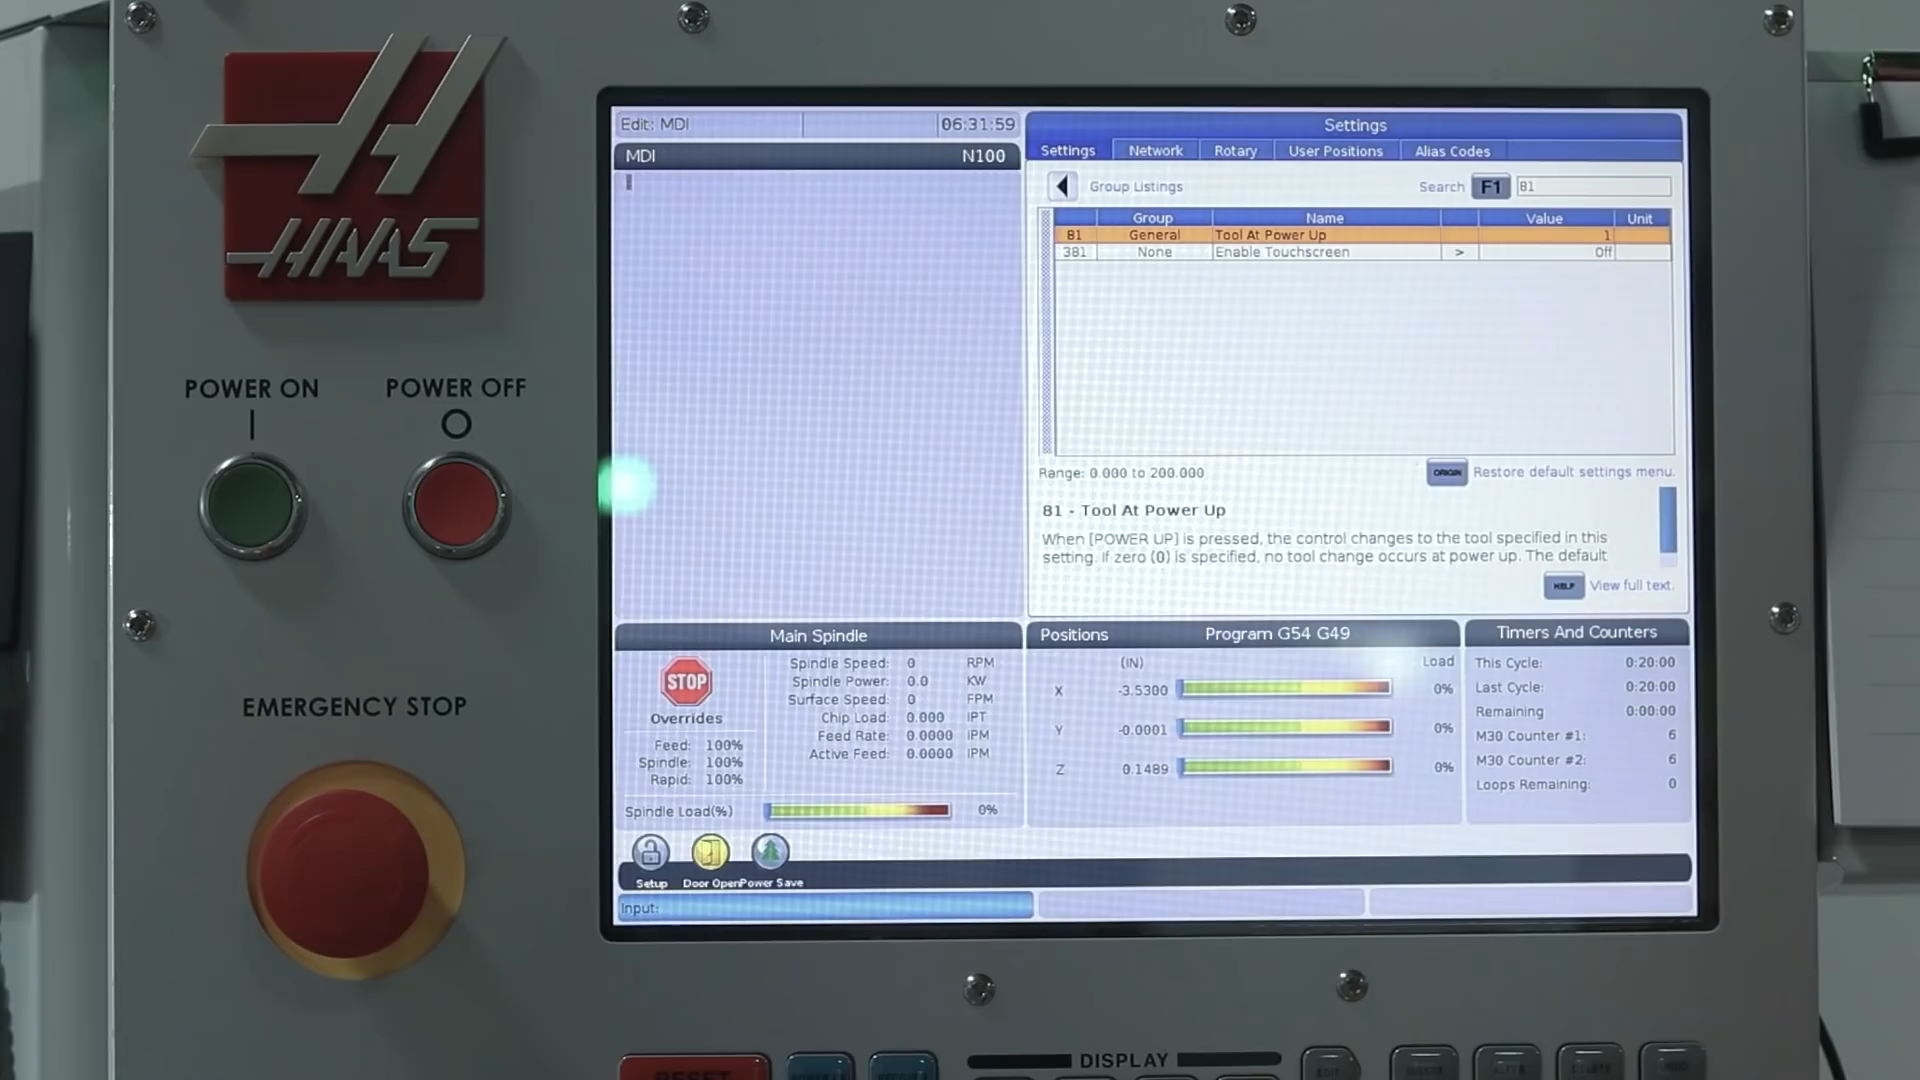 HAAS
POWER ON
POWER OFF
EMERGENCY STOP
Edit: MDI
06:31:59
MDI
N100
Settings
Settings Network Rotary User Positions Alias Codes
Group Listings
Search F1 81
Group Name Value Unit
81 General Tool At Power Up 1
381 None Enable Touchscreen > Off
Range: 0.000 to 200.000
ORIGIN Restore default settings menu.
81 - Tool At Power Up
When [POWER UP] is pressed, the control changes to the tool specified in this
setting. If zero (0) is specified, no tool change occurs at power up. The default
HELP View full text.
Main Spindle
STOP
Overrides
Feed: 100%
Spindle: 100%
Rapid: 100%
Spindle Speed: 0 RPM
Spindle Power: 0.0 KW
Surface Speed: 0 FPM
Chip Load: 0.000 IPT
Feed Rate: 0.0000 IPM
Active Feed: 0.0000 IPM
Spindle Load(%) 0%
Positions Program G54 G49
(IN) Load
X -3.5300 0%
Y -0.0001 0%
Z 0.1489 0%
Timers And Counters
This Cycle: 0:20:00
Last Cycle: 0:20:00
Remaining 0:00:00
M30 Counter #1: 6
M30 Counter #2: 6
Loops Remaining: 0
Setup Door Open Power Save
Input:
DISPLAY
RESET